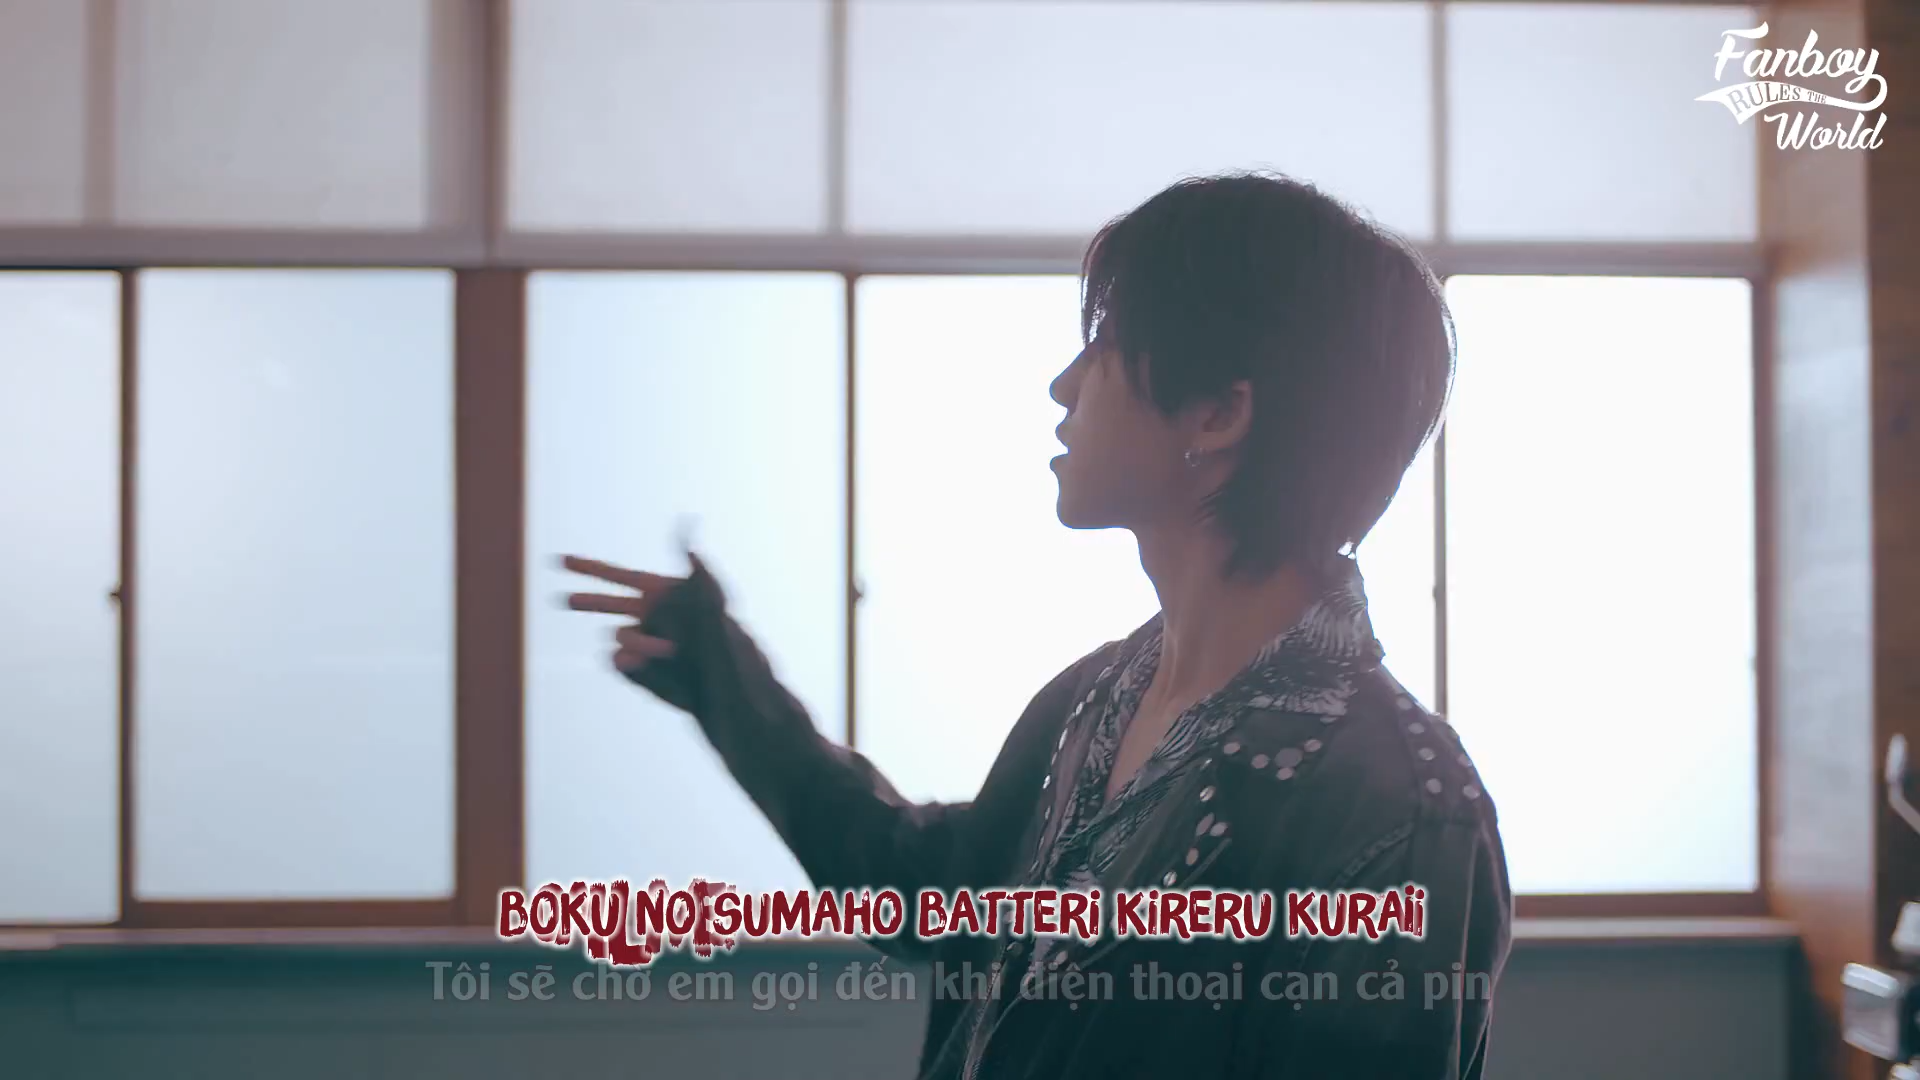 Fanboy
RULES THE
World
BOKU NO SUMAHO BATTERI KIRERU KURAII
Tôi sẽ chờ em gọi đến khi điện thoại cạn cả pin